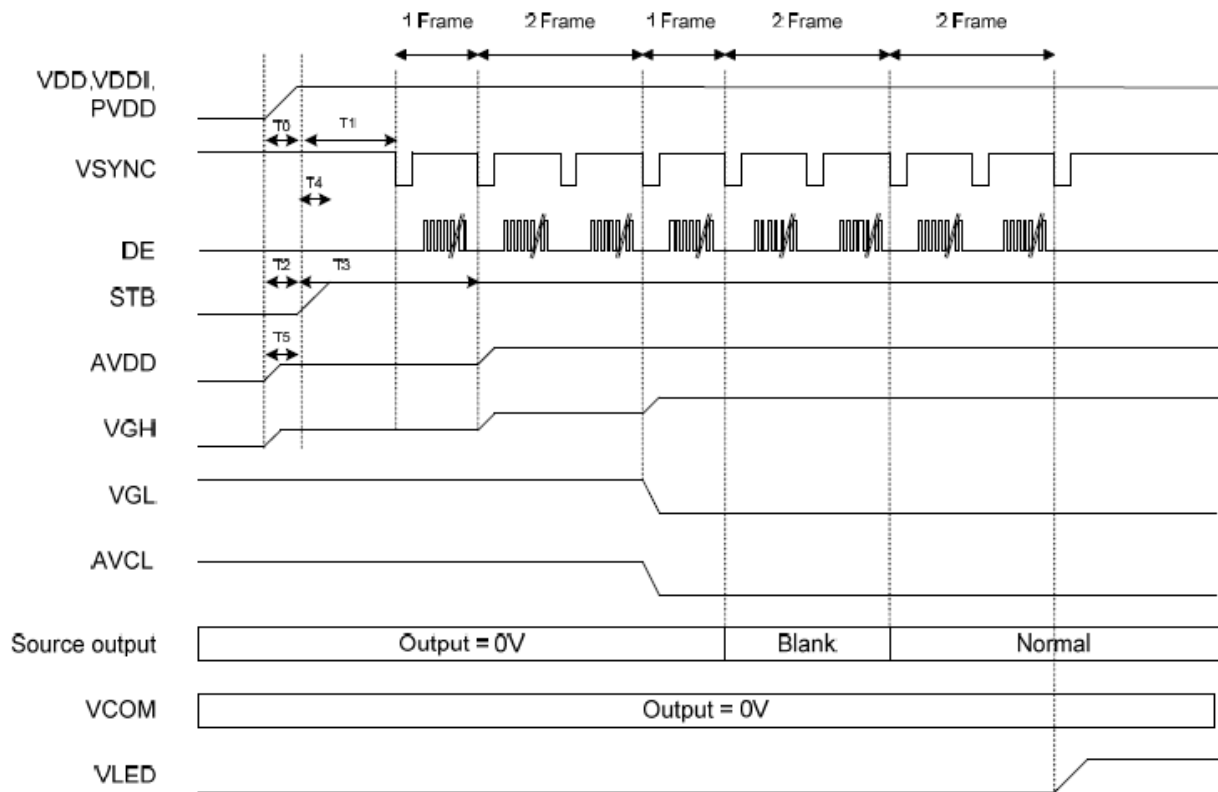 1 Frame 2 Frame 1 Frame 2 Frame 2 Frame
VDD,VDDI,
PVDD
T0 T1
VSYNC
T4
DE
T2 T3
STB
T5
AVDD
VGH
VGL
AVCL
Source output Output = 0V Blank Normal
VCOM Output = 0V
VLED